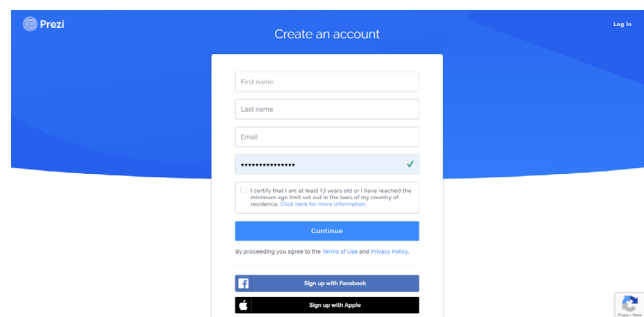 Prezi
Log In
Create an account
First name
Last name
Email
•••••••••••••••
I certify that I am at least 13 years old or I have reached the
minimum age limit set out in the laws of my country of
residence. Click here for more information.
Continue
By proceeding you agree to the Terms of Use and Privacy Policy.
Sign up with Facebook
Sign up with Apple
Privacy - Terms